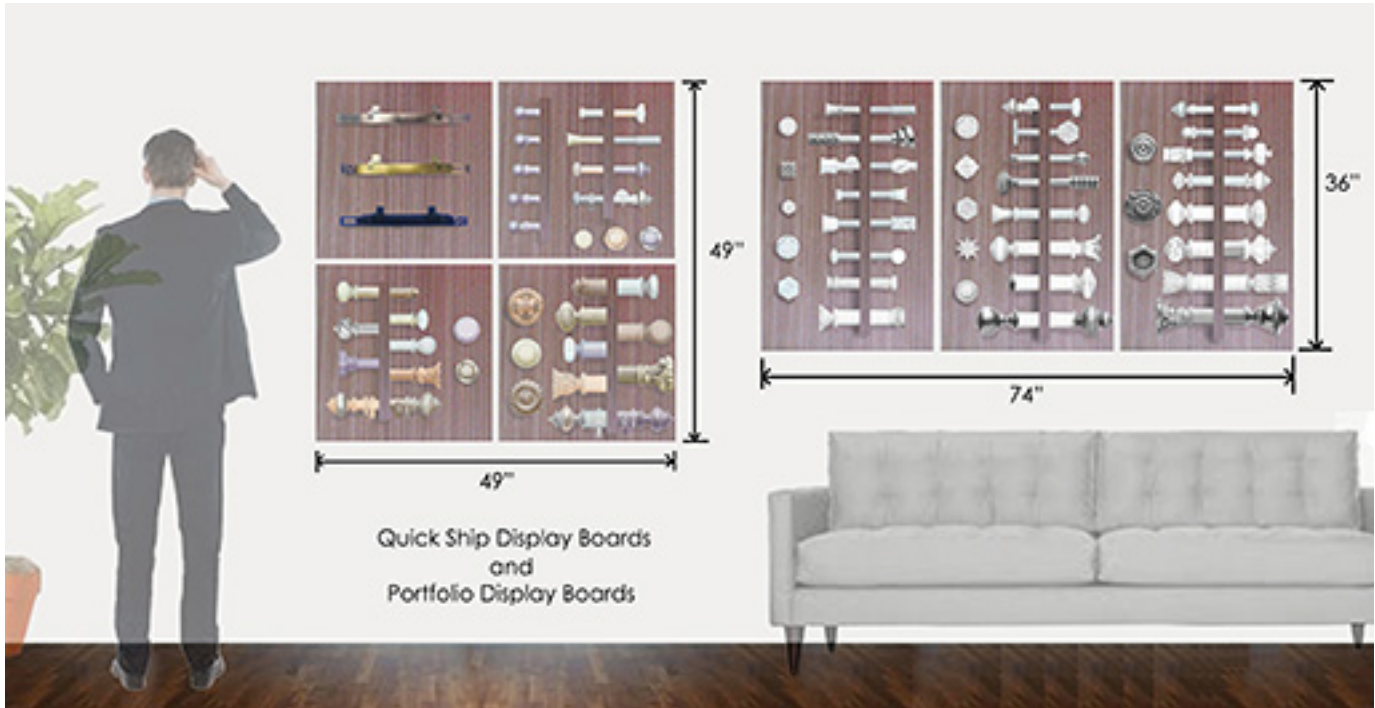 49"
49"
36"
74"
Quick Ship Display Boards
and
Portfolio Display Boards